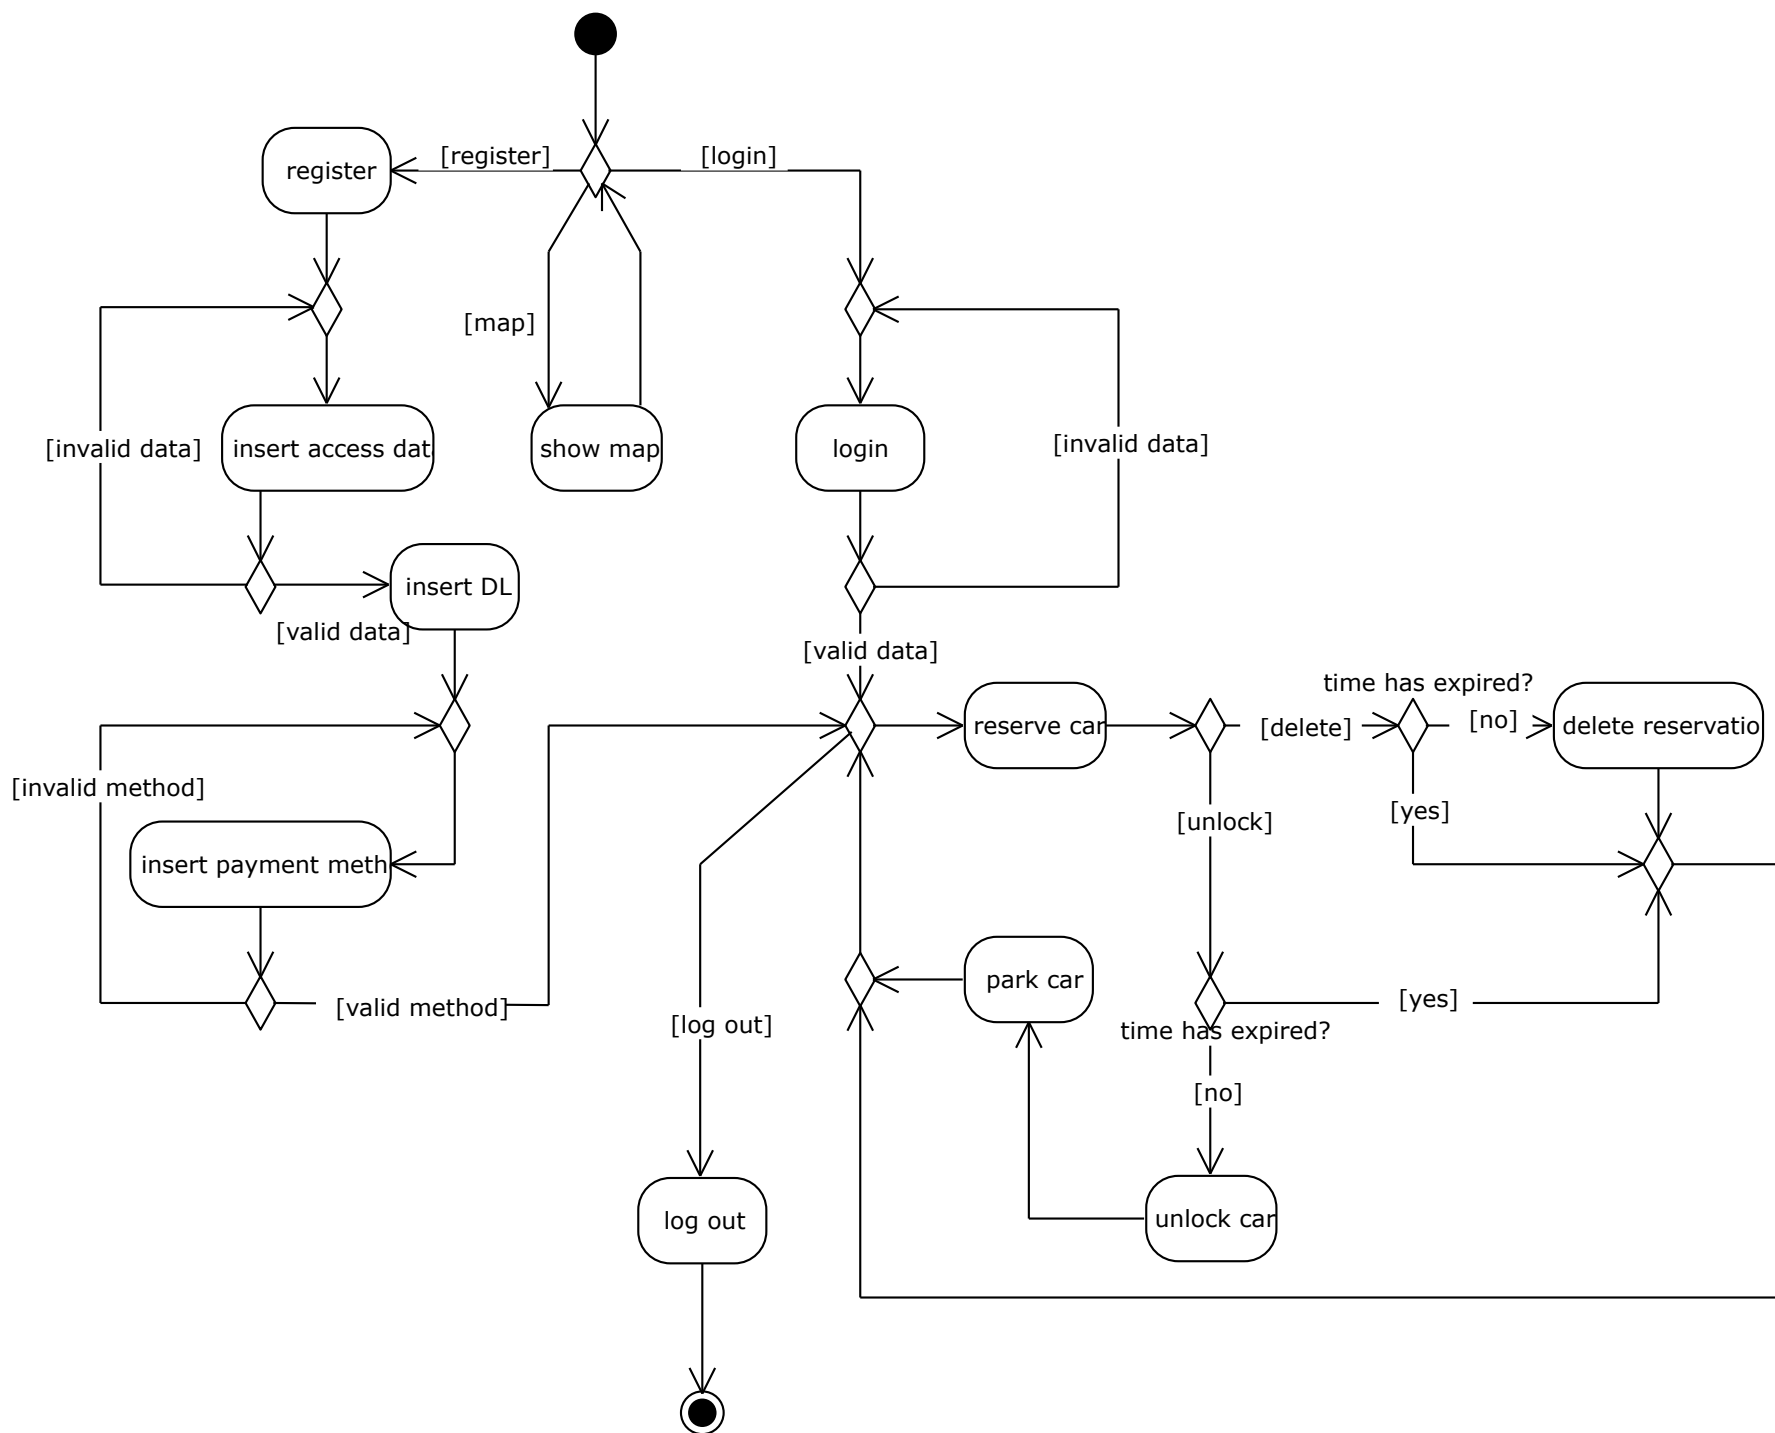 [register]
[login]
register
[map]
[invalid data]
insert access dat
show map
login
[invalid data]
insert DL
[valid data]
[valid data]
time has expired?
reserve car
[delete]
[no]
delete reservatio
[invalid method]
[yes]
[unlock]
insert payment meth
park car
[yes]
[valid method]
[log out]
time has expired?
[no]
log out
unlock car